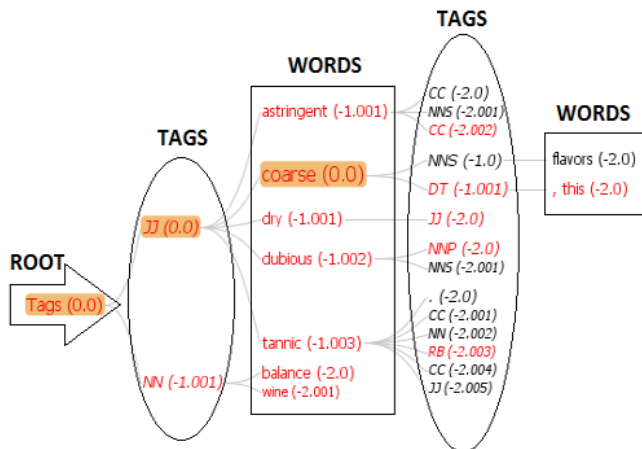 TAGS
WORDS
CC (-2.0)
astringent (-1.001)
NNS (-2.001)
CC (-2.002)
TAGS
WORDS
coarse (0.0)
NNS (-1.0)
flavors (-2.0)
DT (-1.001)
, this (-2.0)
JJ (0.0)
dry (-1.001)
JJ (-2.0)
dubious (-1.002)
NNP (-2.0)
NNS (-2.001)
ROOT
Tags (0.0)
. (-2.0)
CC (-2.001)
NN (-2.002)
tannic (-1.003)
RB (-2.003)
CC (-2.004)
JJ (-2.005)
NN (-1.001)
balance (-2.0)
wine (-2.001)